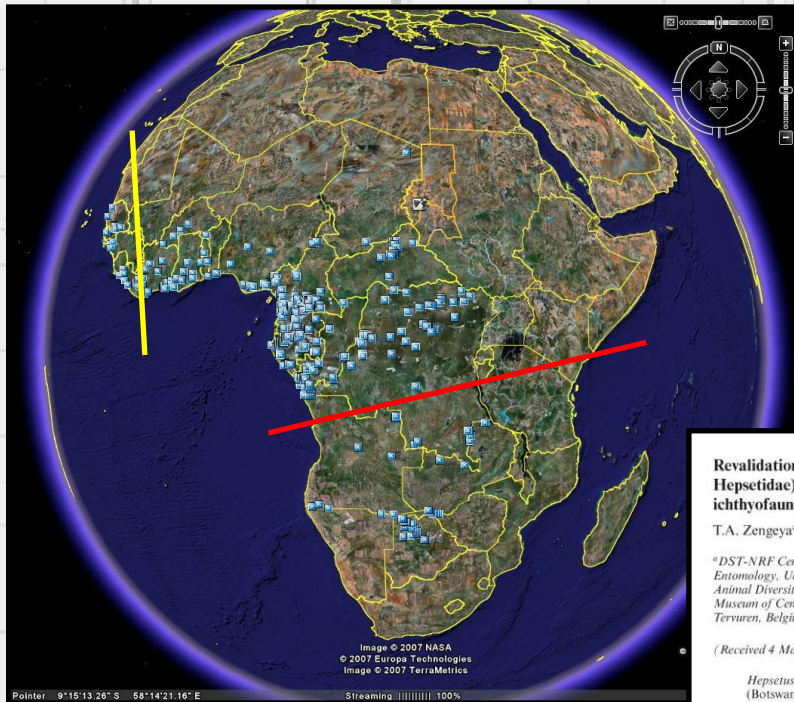 N
Image © 2007 NASA
© 2007 Europa Technologies
Image © 2007 TerraMetrics
Pointer 9°15'13.26" S 58°14'21.16" E
Streaming |||||||||| 100%
Revalidation
Hepsetidae)
ichthyofaun
T.A. Zengeya
DST-NRF Cen
Entomology, Un
Animal Diversit
Museum of Cen
Tervuren, Belgi
(Received 4 Ma
Hepsetus
(Botswan